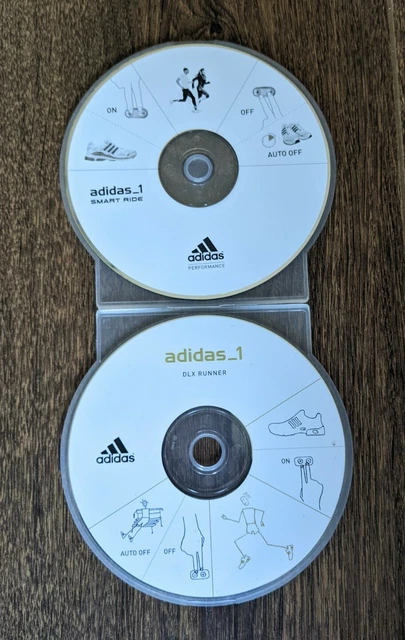 ON
OFF
AUTO OFF
adidas_1
SMART RIDE
adidas
PERFORMANCE
adidas_1
DLX RUNNER
adidas
ON
AUTO OFF
OFF